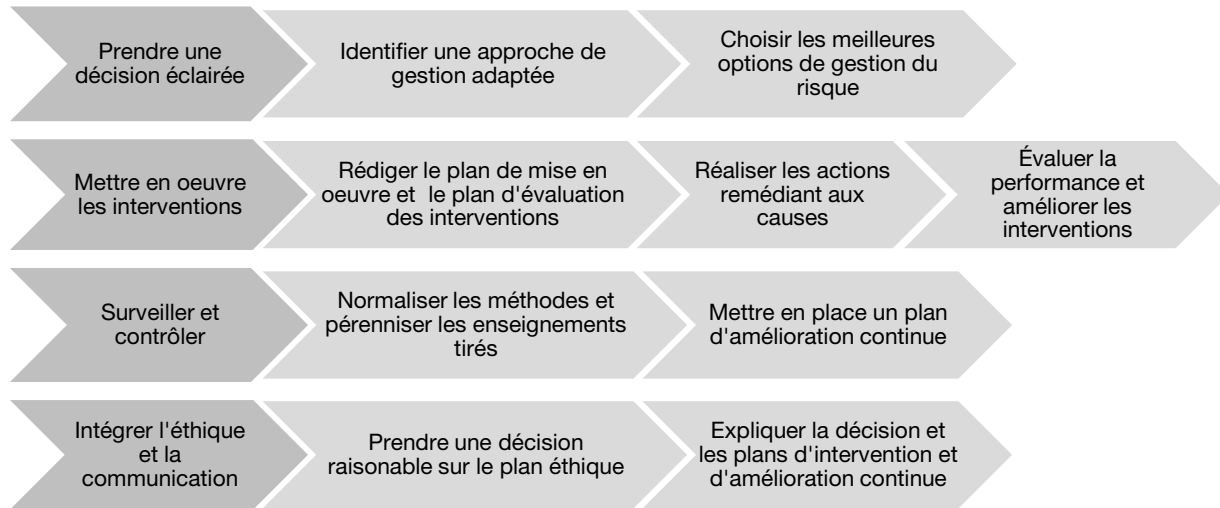 Prendre une
décision éclairée
Identifier une approche de
gestion adaptée
Choisir les meilleures
options de gestion du
risque
Mettre en oeuvre
les interventions
Rédiger le plan de mise en
oeuvre et  le plan d'évaluation
des interventions
Réaliser les actions
remédiant aux
causes
Évaluer la
performance et
améliorer les
interventions
Surveiller et
contrôler
Normaliser les méthodes et
pérenniser les enseignements
tirés
Mettre en place un plan
d'amélioration continue
Intégrer l'éthique
et la
communication
Prendre une décision
raisonable sur le plan éthique
Expliquer la décision et
les plans d'intervention et
d'amélioration continue